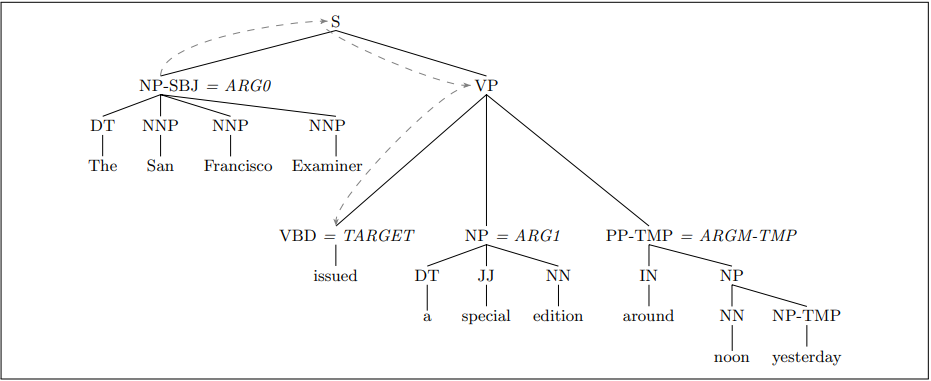 S
NP-SBJ = ARG0 VP
DT NNP NNP NNP
The San Francisco Examiner
VBD = TARGET NP = ARG1 PP-TMP = ARGM-TMP
issued DT JJ NN IN NP
a special edition around NN NP-TMP
noon yesterday